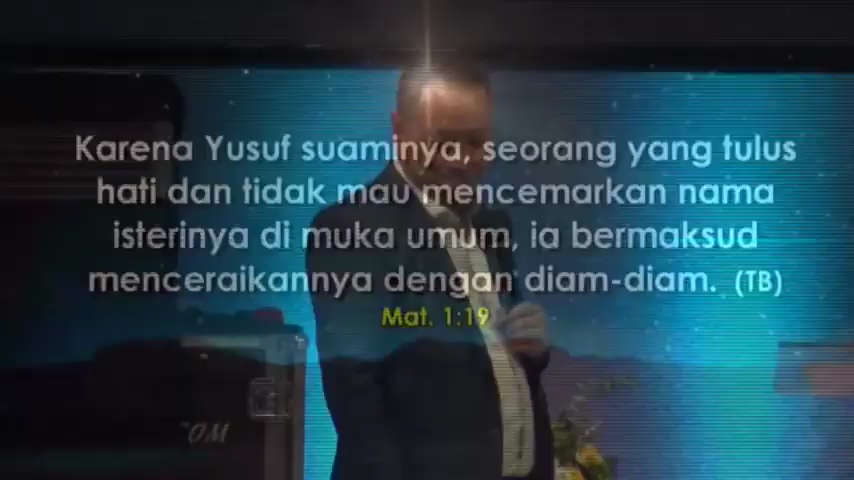 Karena Yusuf suaminya, seorang yang tulus
hati dan tidak mau mencemarkan nama
isterinya di muka umum, ia bermaksud
menceraikannya dengan diam-diam. (TB)
Mat. 1:19